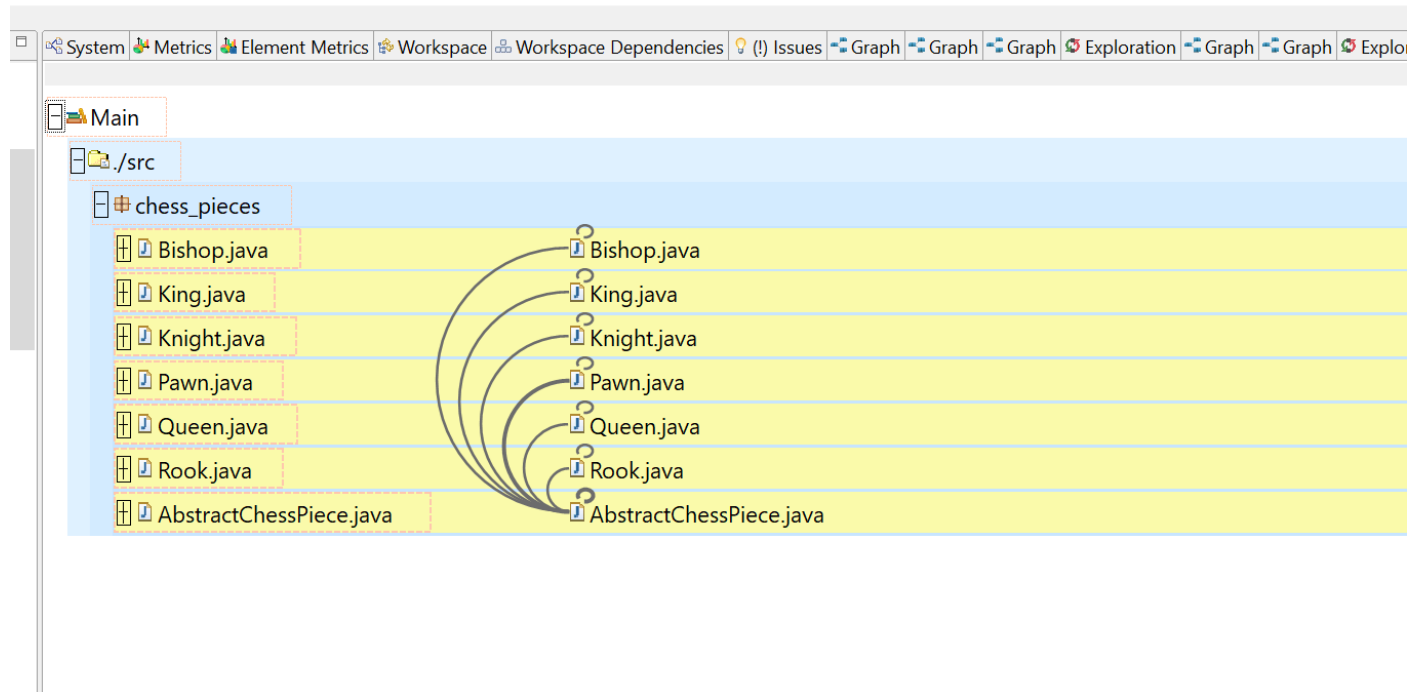 System Metrics Element Metrics Workspace Workspace Dependencies (!) Issues Graph Graph Graph Exploration Graph Graph Explor
Main
./src
chess_pieces
Bishop.java Bishop.java
King.java King.java
Knight.java Knight.java
Pawn.java Pawn.java
Queen.java Queen.java
Rook.java Rook.java
AbstractChessPiece.java AbstractChessPiece.java